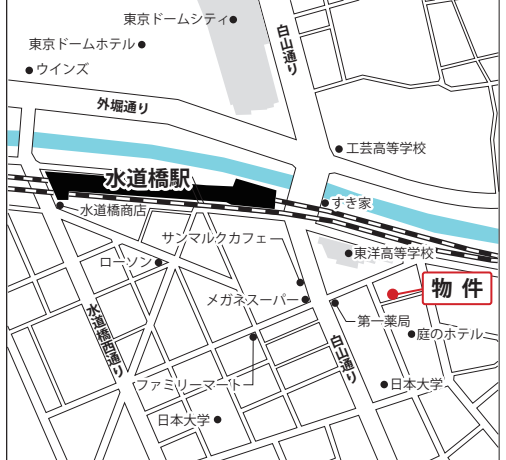 東京ドームシティ
白山通り
東京ドームホテル
ウインズ
外堀通り
工芸高等学校
水道橋駅
すき家
水道橋商店
サンマルクカフェ
東洋高等学校
ローソン
物件
メガネスーパー
第一薬局
水道橋西通り
白山通り
庭のホテル
ファミリーマート
日本大学
日本大学